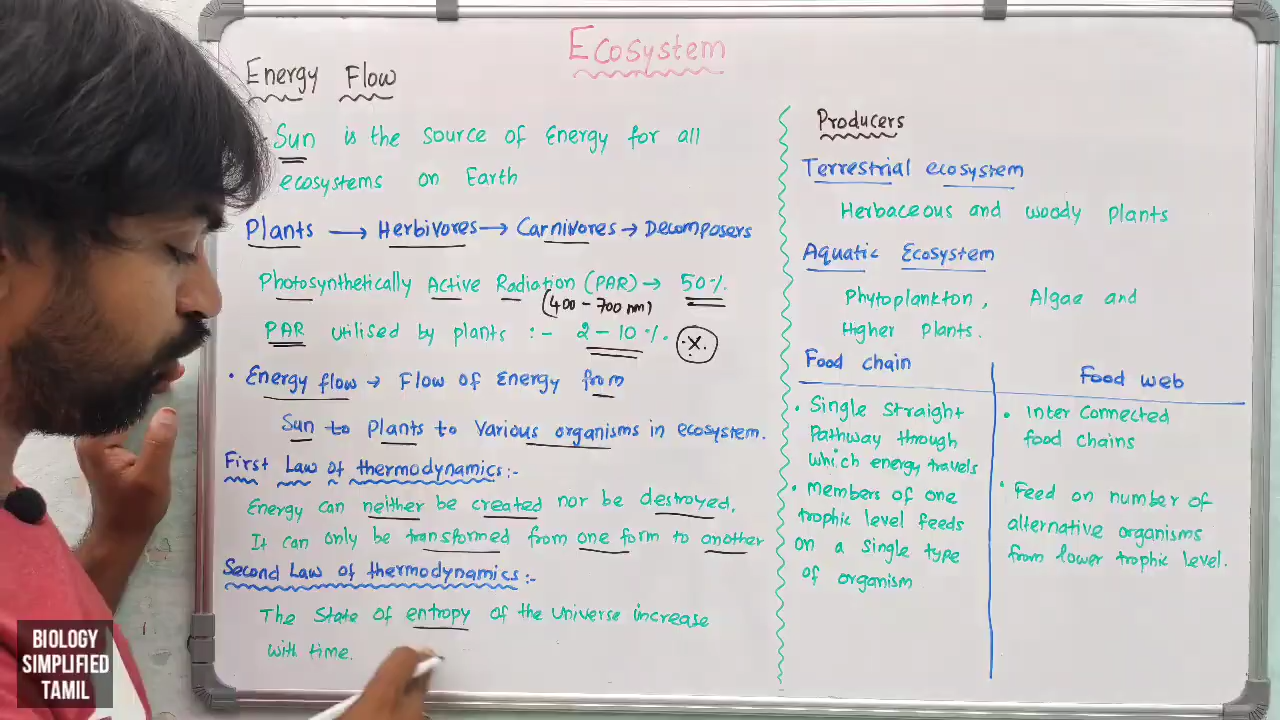 Ecosystem
Energy Flow
Sun is the source of Energy for all
ecosystems on Earth
Plants → Herbivores → Carnivores → Decomposers
Photosynthetically Active Radiation (PAR) → 50%.
(400 - 700 nm)
PAR utilised by plants :- 2 - 10%. X
• Energy flow → Flow of Energy from
Sun to Plants to Various organisms in ecosystem.
First Law of thermodynamics:-
Energy can neither be created nor be destroyed.
It can only be transformed from one form to another
Second Law of thermodynamics:-
The State of entropy of the Universe increase
with time.
Producers
Terrestrial ecosystem
Herbaceous and woody plants
Aquatic Ecosystem
Phytoplankton, Algae and
Higher Plants.
Food chain
• Single Straight
Pathway through
which energy travels
• Members of one
trophic level feeds
on a single type
of organism
Food web
• Inter Connected
food chains
• Feed on number of
alternative organisms
from lower trophic level.
BIOLOGY
SIMPLIFIED
TAMIL